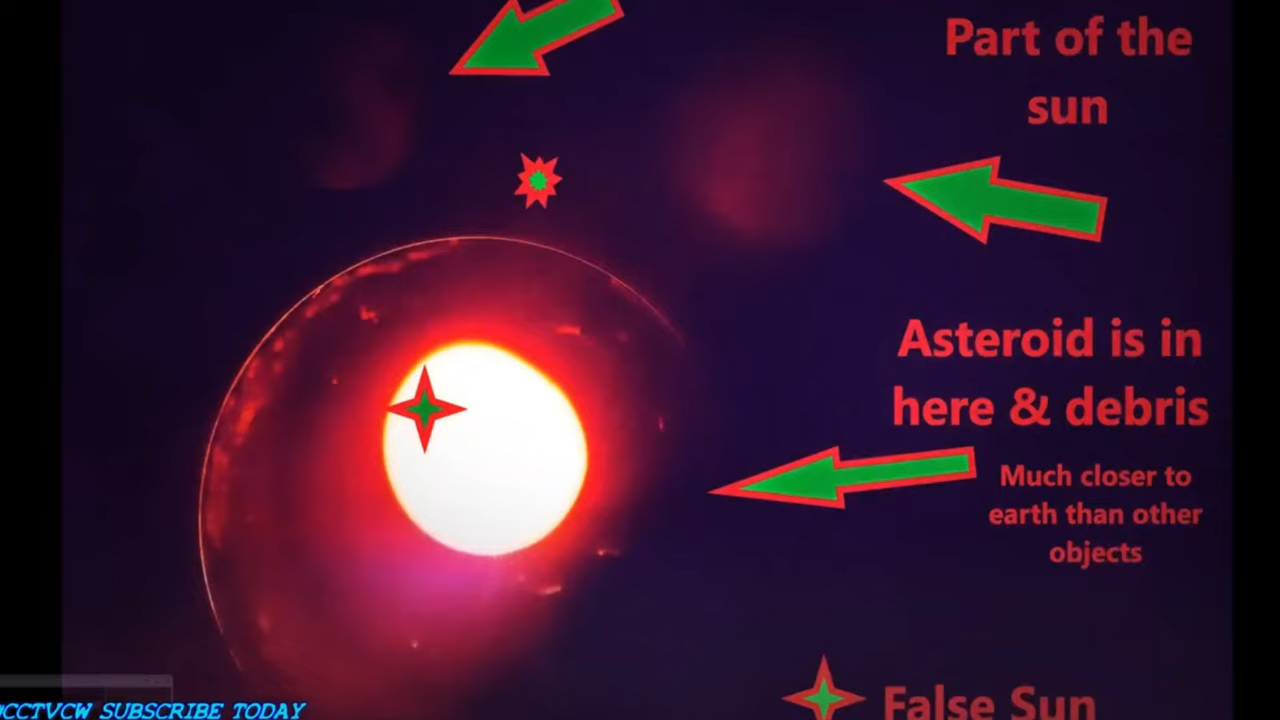 Part of the
sun
Asteroid is in
here & debris
Much closer to
earth than other
objects
False Sun
CCTVCW SUBSCRIBE TODAY